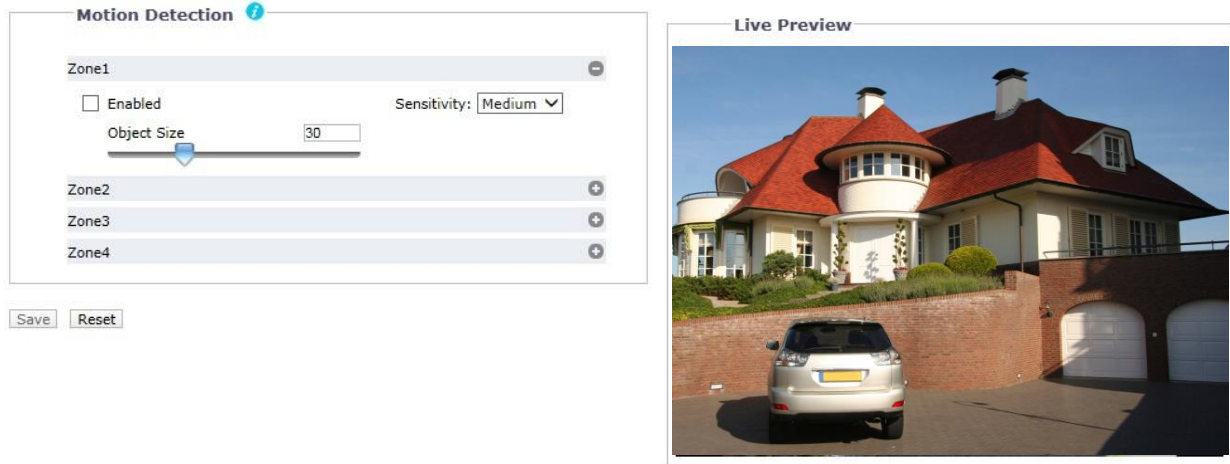 Motion Detection
Zone1
Enabled
Sensitivity: Medium
Object Size 30
Zone2
Zone3
Zone4
Save Reset
Live Preview